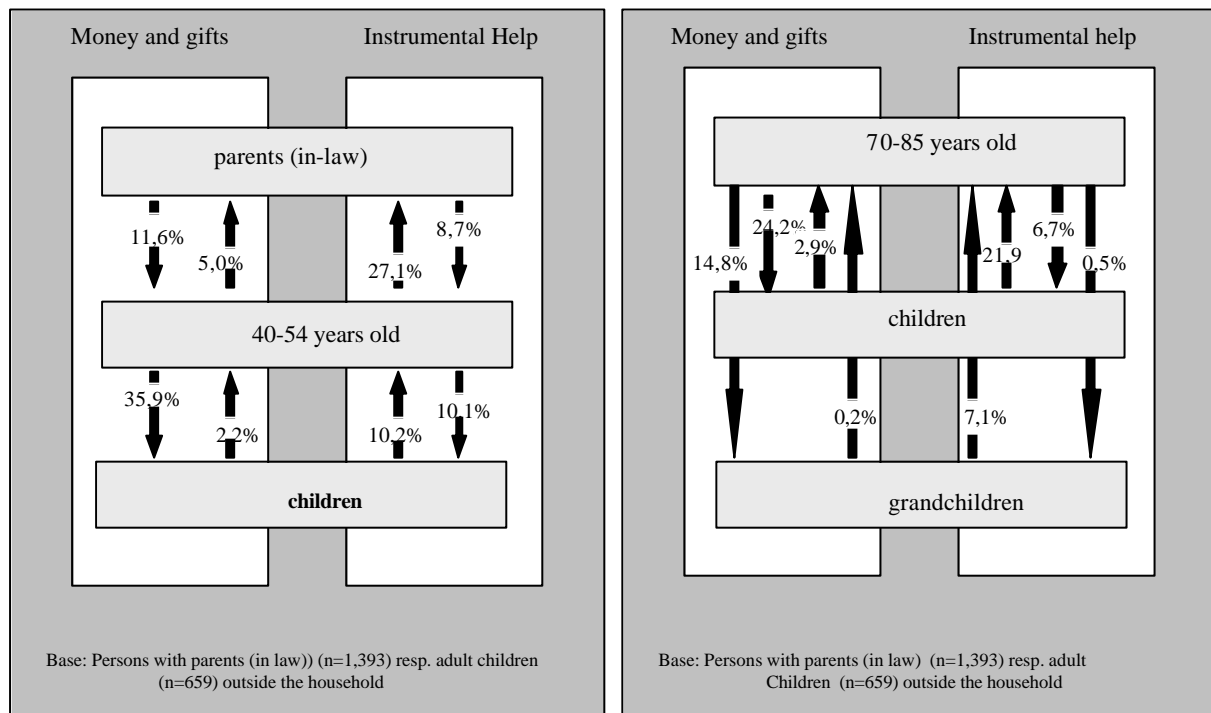 Money and gifts
Instrumental Help
parents (in-law)
11,6%
5,0%
27,1%
8,7%
40-54 years old
35,9%
2,2%
10,2%
10,1%
children
Base: Persons with parents (in law)) (n=1,393) resp. adult children
(n=659) outside the household
Money and gifts
Instrumental help
70-85 years old
14,8%
24,2%
2,9%
21,9
6,7%
0,5%
children
0,2%
7,1%
grandchildren
Base: Persons with parents (in law) (n=1,393) resp. adult
Children (n=659) outside the household